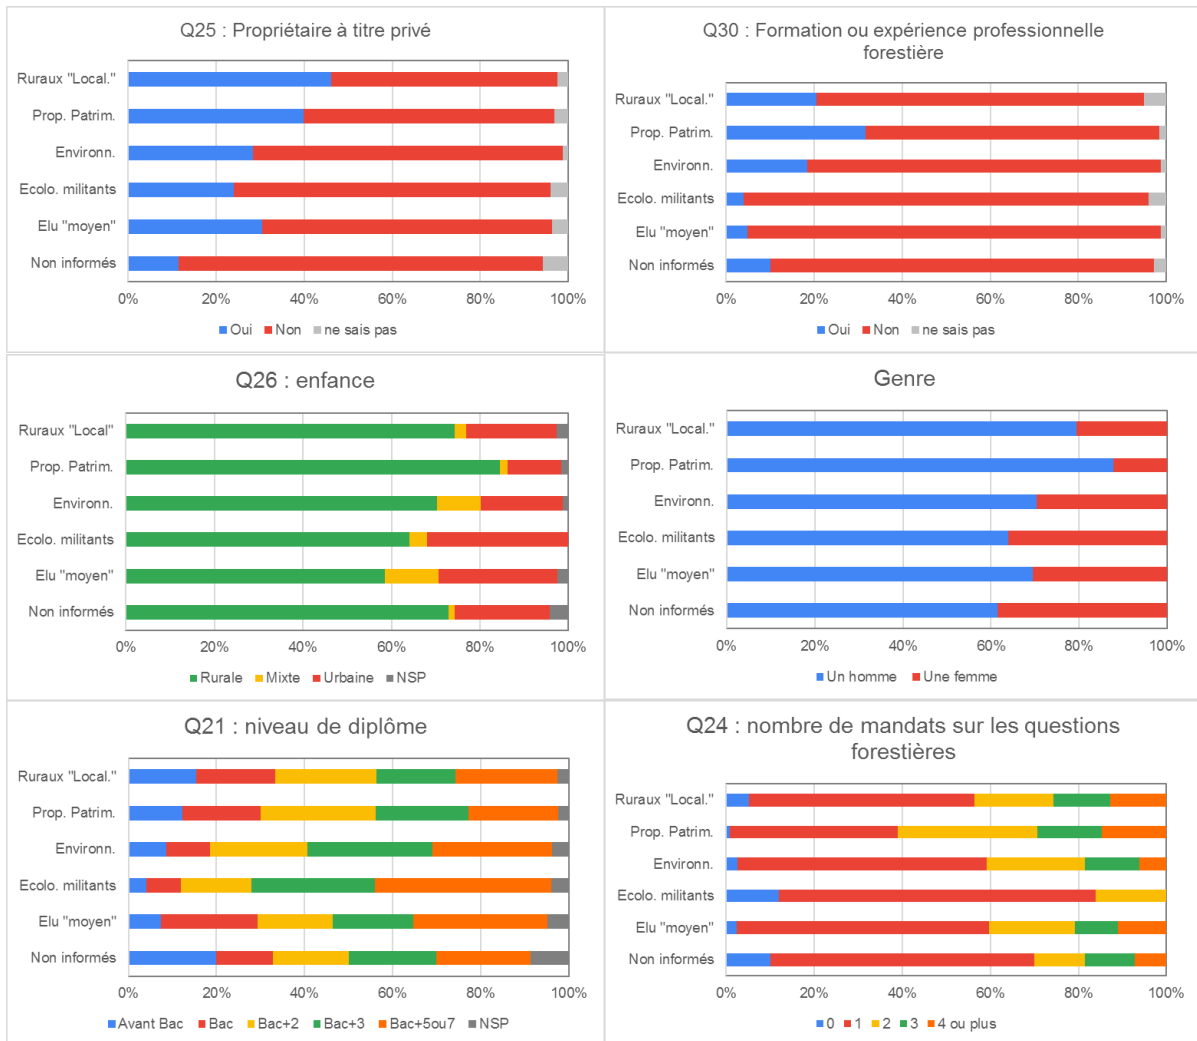 Q25 : Propriétaire à titre privé
Ruraux "Local."
Prop. Patrim.
Environn.
Ecolo. militants
Elu "moyen"
Non informés
0% 20% 40% 60% 80% 100%
Oui Non ne sais pas
Q30 : Formation ou expérience professionnelle
forestière
Ruraux "Local."
Prop. Patrim.
Environn.
Ecolo. militants
Elu "moyen"
Non informés
0% 20% 40% 60% 80% 100%
Oui Non ne sais pas
Q26 : enfance
Ruraux "Local"
Prop. Patrim.
Environn.
Ecolo. militants
Elu "moyen"
Non informés
0% 20% 40% 60% 80% 100%
Rurale Mixte Urbaine NSP
Genre
Ruraux "Local."
Prop. Patrim.
Environn.
Ecolo. militants
Elu "moyen"
Non informés
0% 20% 40% 60% 80% 100%
Un homme Une femme
Q21 : niveau de diplôme
Ruraux "Local."
Prop. Patrim.
Environn.
Ecolo. militants
Elu "moyen"
Non informés
0% 20% 40% 60% 80% 100%
Avant Bac Bac Bac+2 Bac+3 Bac+5ou7 NSP
Q24 : nombre de mandats sur les questions
forestières
Ruraux "Local."
Prop. Patrim.
Environn.
Ecolo. militants
Elu "moyen"
Non informés
0% 20% 40% 60% 80% 100%
0 1 2 3 4 ou plus